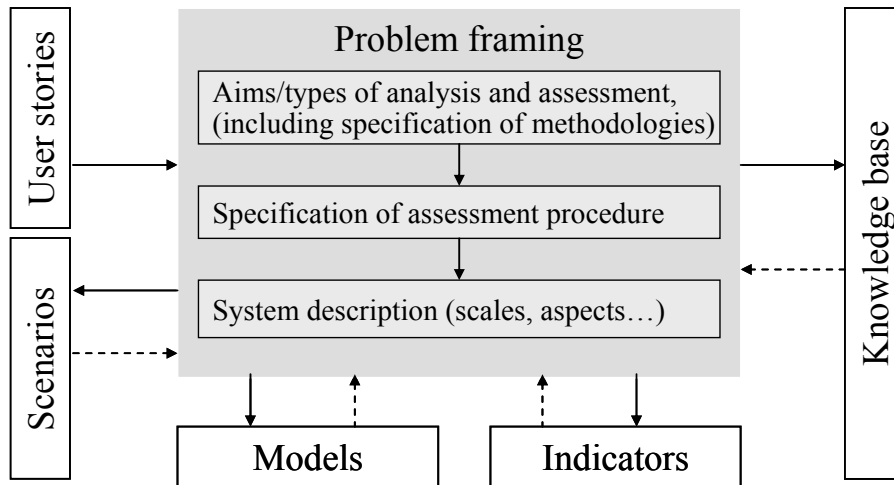 Problem framing
User stories
Aims/types of analysis and assessment,
(including specification of methodologies)
Specification of assessment procedure
System description (scales, aspects…)
Scenarios
Knowledge base
Models
Indicators